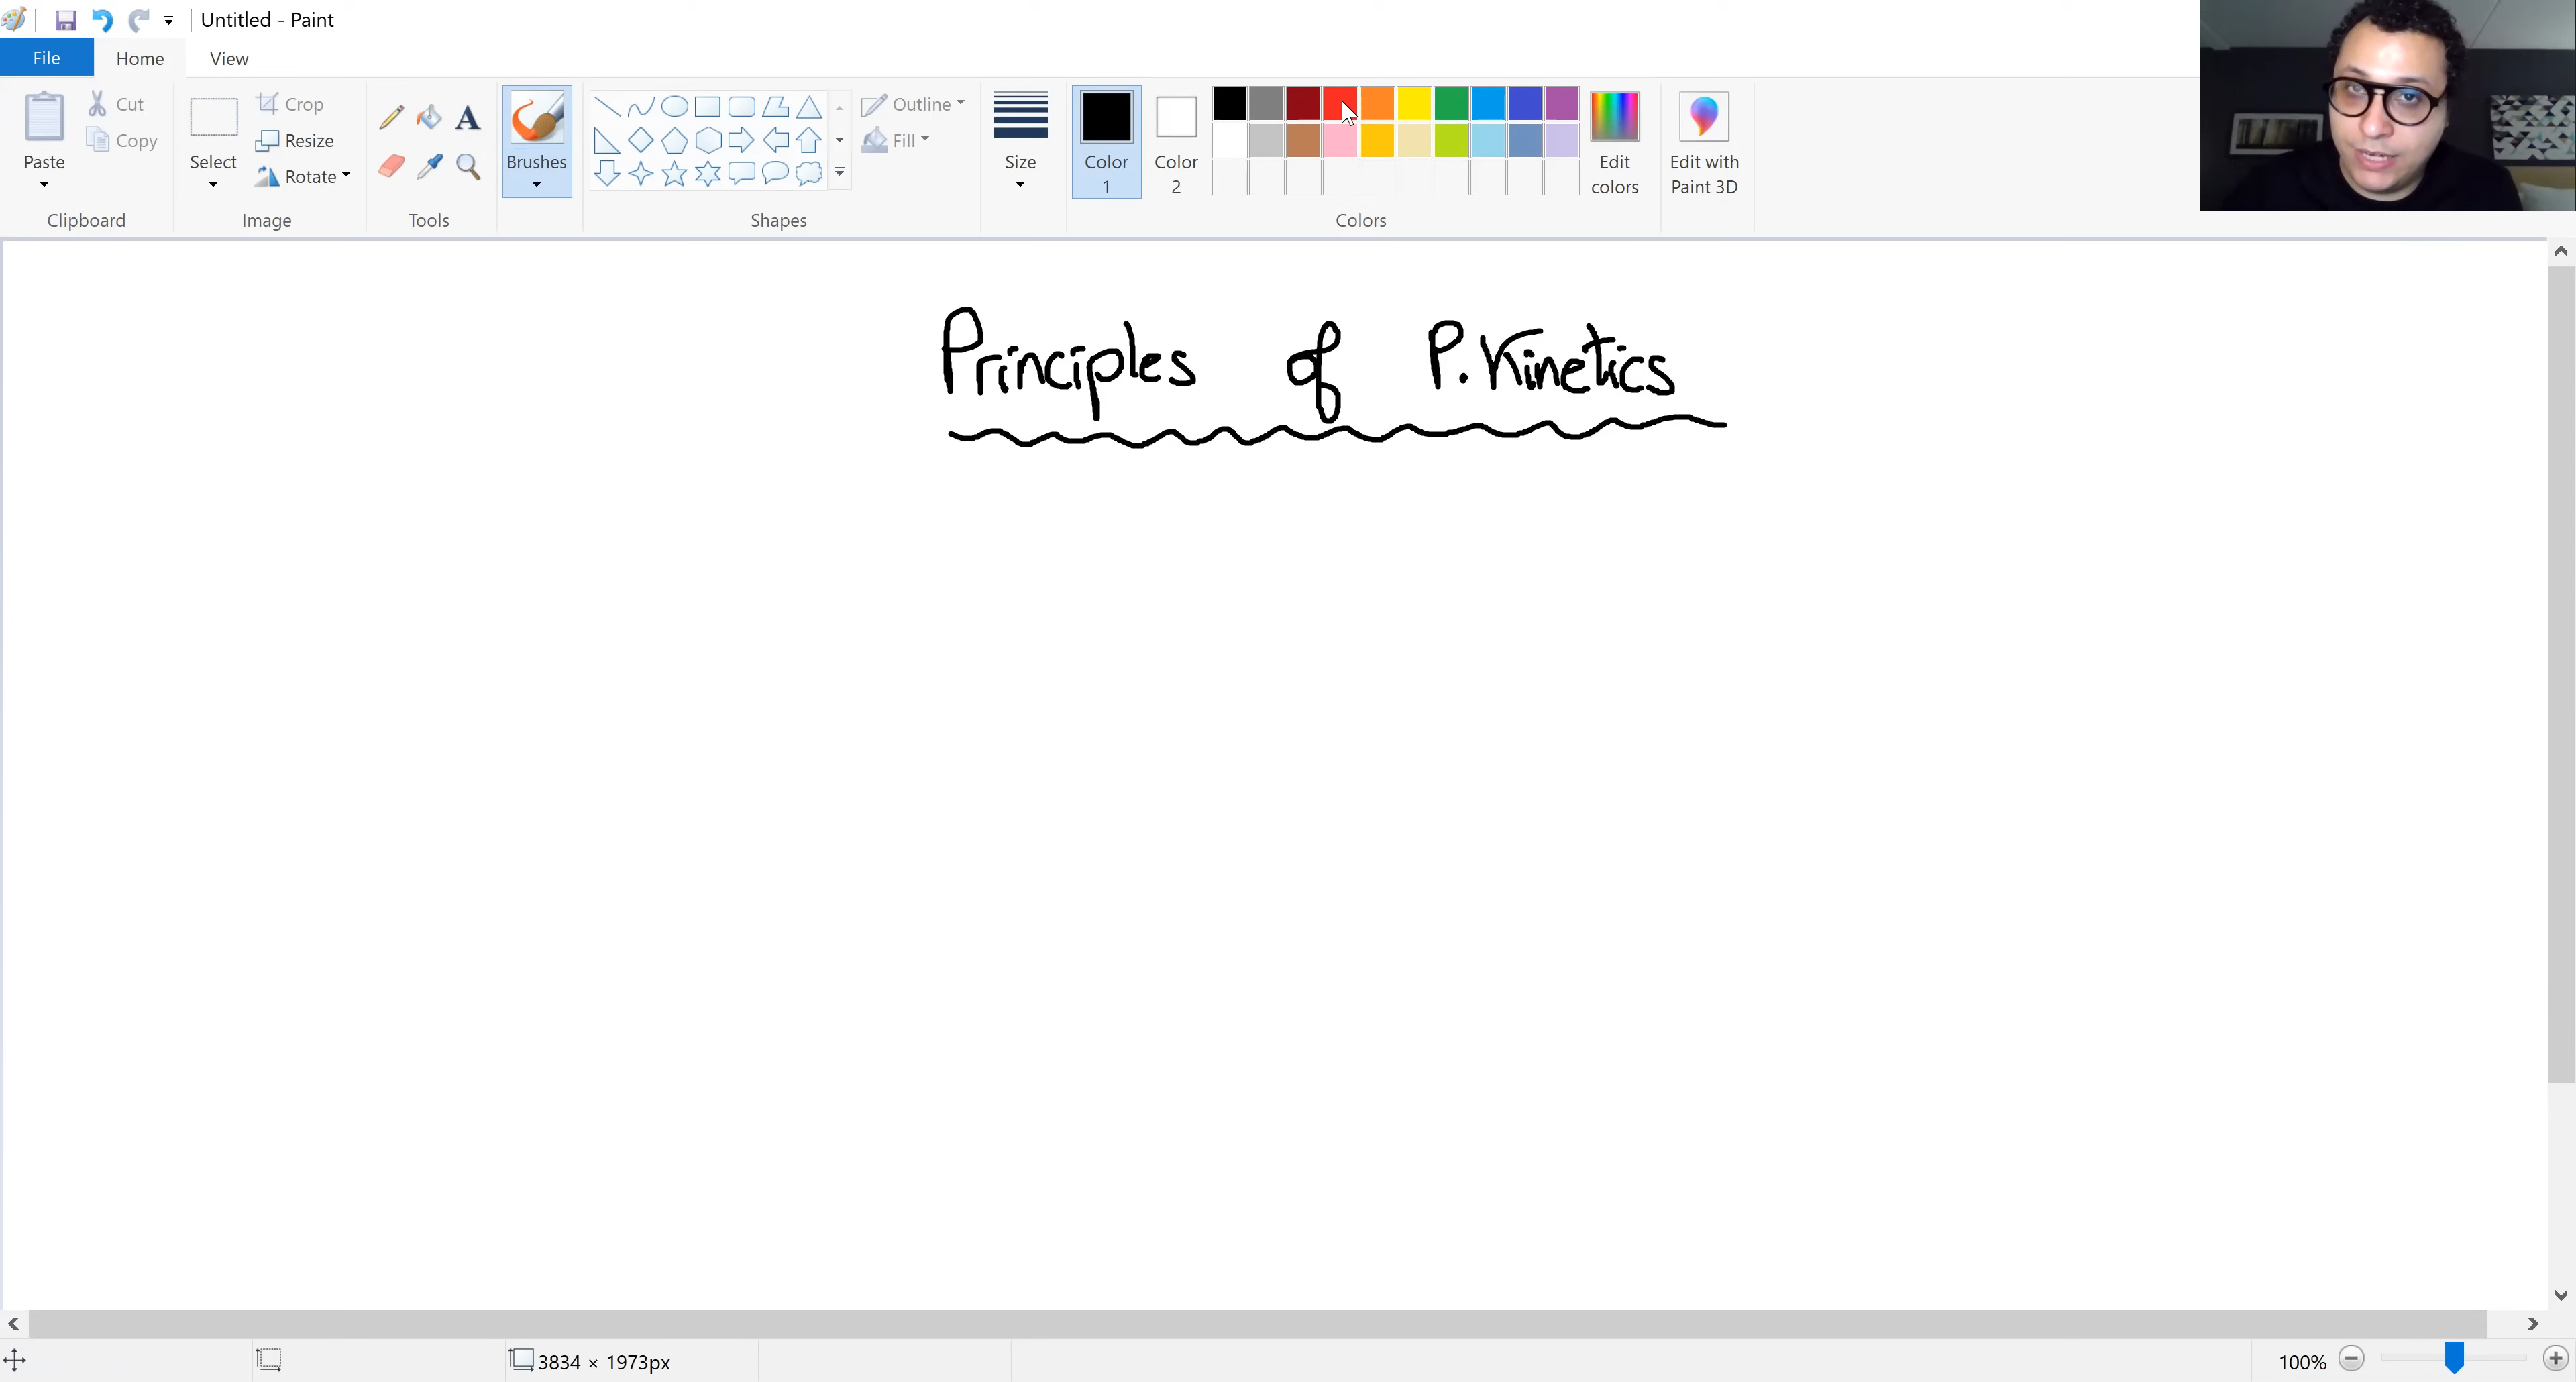 Untitled - Paint
File Home View
Paste
Cut
Copy
Clipboard
Select
Crop
Resize
Rotate
Image
A
Tools
Brushes
Shapes
Outline
Fill
Size
Color 1
Color 2
Colors
Edit colors
Edit with Paint 3D
Principles of P. Kinetics
3834 × 1973px
100%